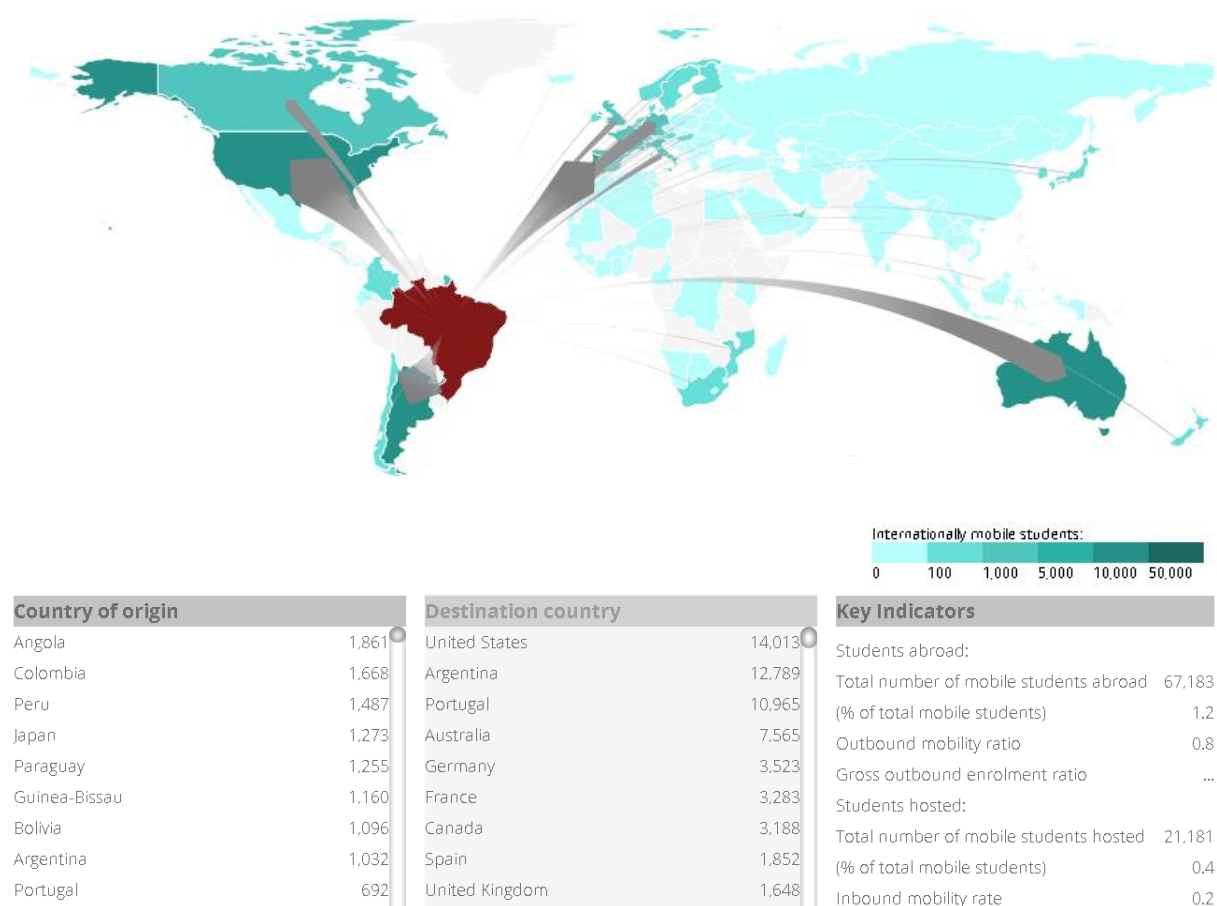 Internationally mobile students:
0 100 1,000 5,000 10,000 50,000
Country of origin
Angola 1,861
Colombia 1,668
Peru 1,487
Japan 1,273
Paraguay 1,255
Guinea-Bissau 1,160
Bolivia 1,096
Argentina 1,032
Portugal 692
Destination country
United States 14,013
Argentina 12,789
Portugal 10,965
Australia 7,565
Germany 3,523
France 3,283
Canada 3,188
Spain 1,852
United Kingdom 1,648
Key Indicators
Students abroad:
Total number of mobile students abroad 67,183
(% of total mobile students) 1.2
Outbound mobility ratio 0.8
Gross outbound enrolment ratio ...
Students hosted:
Total number of mobile students hosted 21,181
(% of total mobile students) 0.4
Inbound mobility rate 0.2